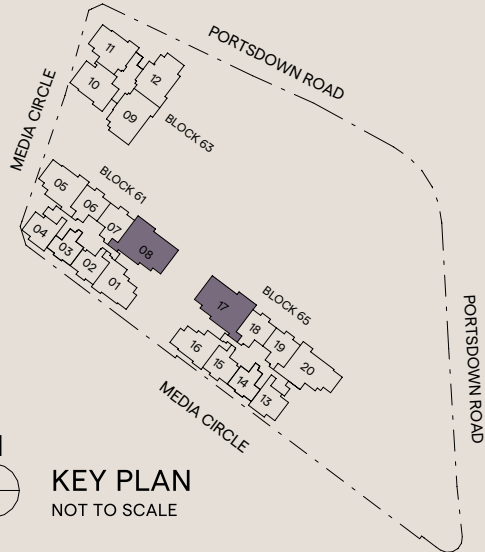 PORTSDOWN ROAD
MEDIA CIRCLE
11
12
10
09
BLOCK 63
BLOCK 61
05
06
07
08
04
03
02
01
17
BLOCK 65
18
19
20
16
15
14
13
PORTSDOWN ROAD
MEDIA CIRCLE
KEY PLAN
NOT TO SCALE